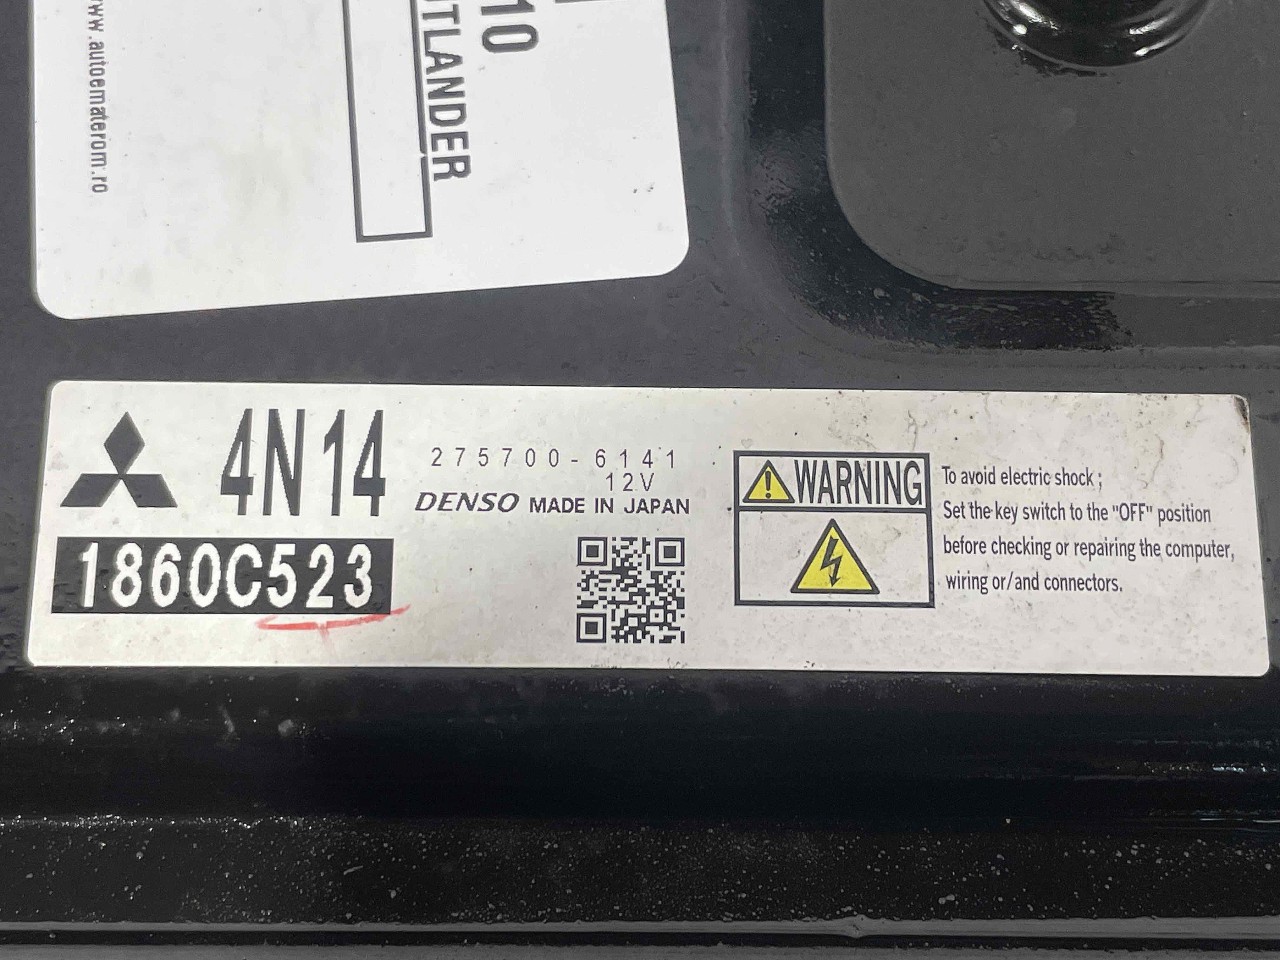 www.autoematerom.ro
10
TLANDER
4N14
1860C523
275700-6141
12V
DENSO MADE IN JAPAN
WARNING
To avoid electric shock ;
Set the key switch to the "OFF" position
before checking or repairing the computer,
wiring or/and connectors.